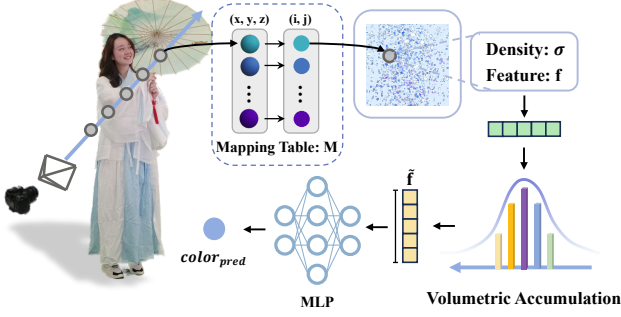 (x, y, z) (i, j)
Mapping Table: M
Density: σ
Feature: f
f̃
color_pred
MLP
Volumetric Accumulation